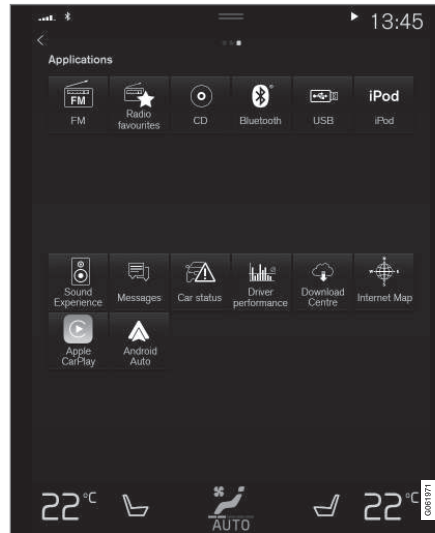 13:45
Applications
FM
FM
Radio
favourites
CD
Bluetooth
USB
iPod
iPod
Sound
Experience
Messages
Car status
Driver
performance
Download
Centre
Internet Map
Apple
CarPlay
Android
Auto
22°C
AUTO
22°C
G061971